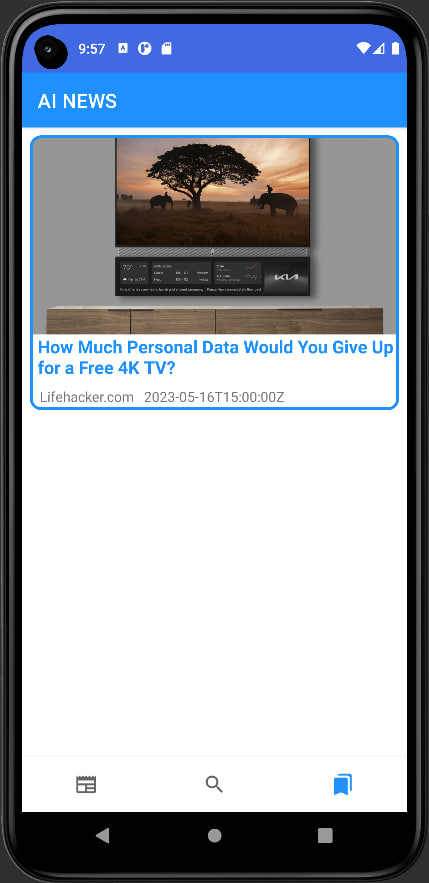 9:57
AI NEWS
KIA
How Much Personal Data Would You Give Up
for a Free 4K TV?
Lifehacker.com 2023-05-16T15:00:00Z